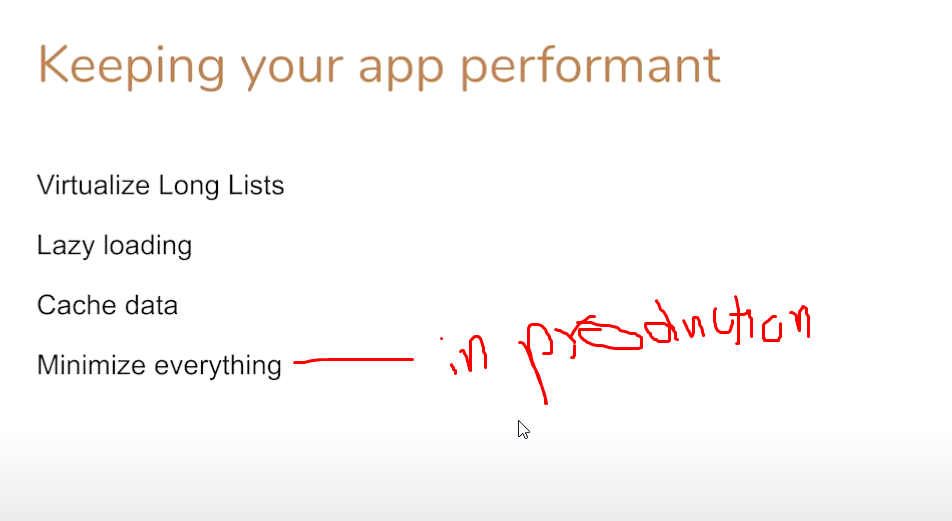 Keeping your app performant
Virtualize Long Lists
Lazy loading
Cache data
Minimize everything — in production